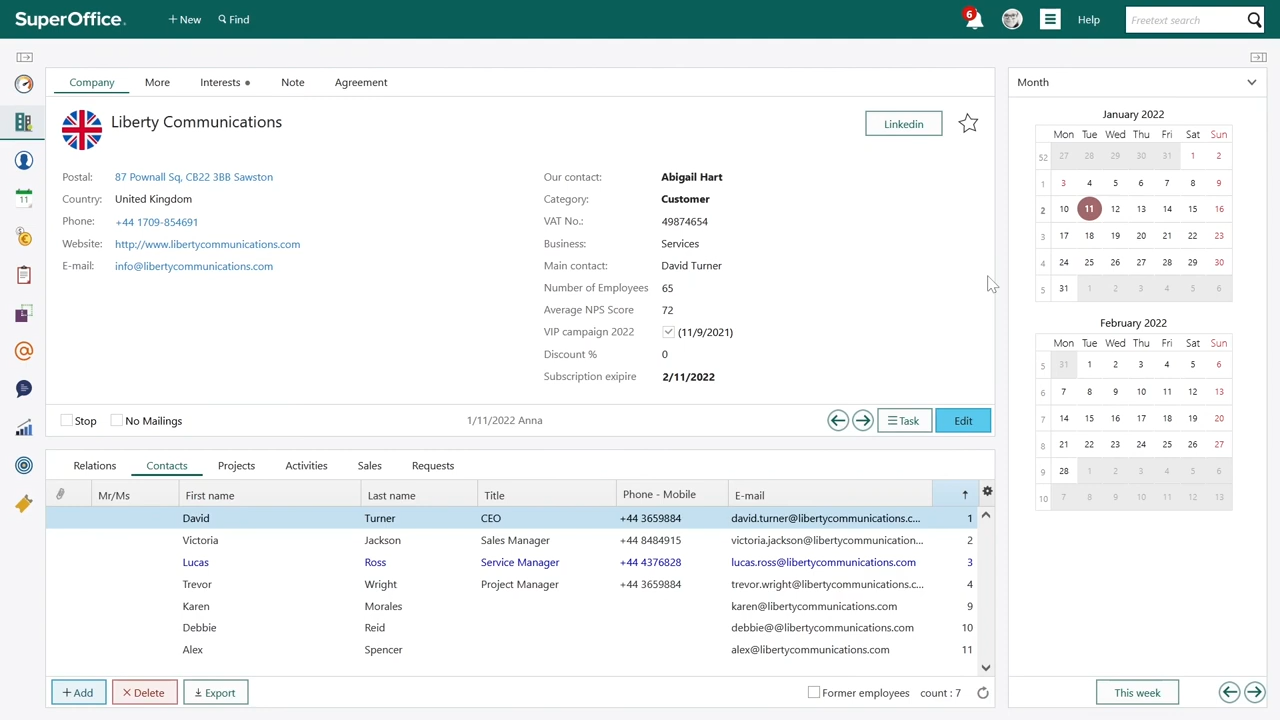 SuperOffice. + New Find 6 Help Freetext search
Company More Interests • Note Agreement
Liberty Communications Linkedin
Postal: 87 Pownall Sq, CB22 3BB Sawston
Country: United Kingdom
Phone: +44 1709-854691
Website: http://www.libertycommunications.com
E-mail: info@libertycommunications.com
Our contact: Abigail Hart
Category: Customer
VAT No.: 49874654
Business: Services
Main contact: David Turner
Number of Employees 65
Average NPS Score 72
VIP campaign 2022 (11/9/2021)
Discount % 0
Subscription exipire 2/11/2022
Stop No Mailings 1/11/2022 Anna Task Edit
Relations Contacts Projects Activities Sales Requests
Mr/Ms First name Last name Title Phone - Mobile E-mail
David Turner CEO +44 3659884 david.turner@libertycommunications.c... 1
Victoria Jackson Sales Manager +44 8484915 victoria.jackson@libertycommunication... 2
Lucas Ross Service Manager +44 4376828 lucas.ross@libertycommunications.com 3
Trevor Wright Project Manager +44 3659884 trevor.wright@libertycommunications.c... 4
Karen Morales karen@libertycommunications.com 9
Debbie Reid debbie@@libertycommunications.com 10
Alex Spencer alex@libertycommunications.com 11
+ Add Delete Export Former employees count : 7
11
Month
January 2022
Mon Tue Wed Thu Fri Sat Sun
52 27 28 29 30 31 1 2
1 3 4 5 6 7 8 9
2 10 11 12 13 14 15 16
3 17 18 19 20 21 22 23
4 24 25 26 27 28 29 30
5 31 1 2 3 4 5 6
February 2022
Mon Tue Wed Thu Fri Sat Sun
5 31 1 2 3 4 5 6
6 7 8 9 10 11 12 13
7 14 15 16 17 18 19 20
8 21 22 23 24 25 26 27
9 28 1 2 3 4 5 6
10 7 8 9 10 11 12 13
This week